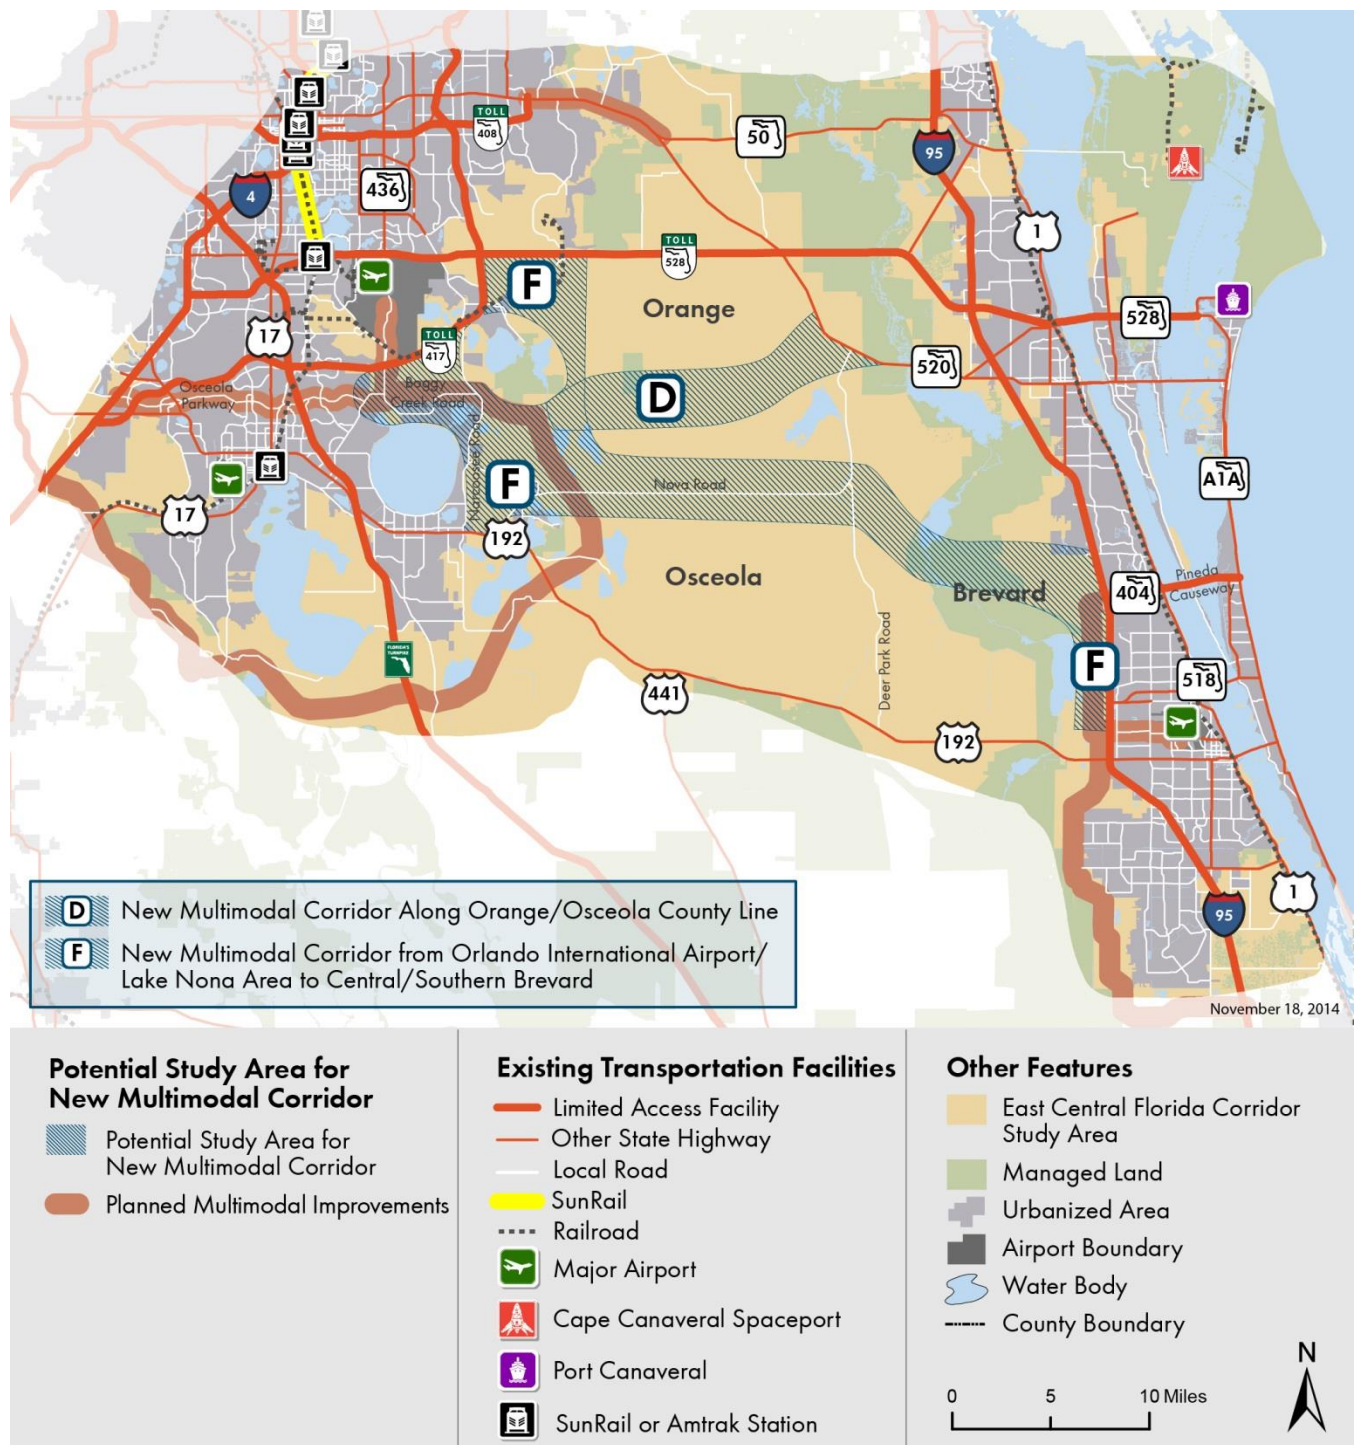 TOLL
408
50
95
4
436
1
TOLL
528
F
Orange
528
17
TOLL
417
520
Osceola
Parkway
Boggy
Creek Road
D
Narcoossee Road
F
Nova Road
A1A
17
192
Osceola
Brevard
404
Pineda
Causeway
FLORIDA'S
TURNPIKE
Deer Park Road
F
518
441
192
1
95
D New Multimodal Corridor Along Orange/Osceola County Line
F New Multimodal Corridor from Orlando International Airport/
Lake Nona Area to Central/Southern Brevard
November 18, 2014
Potential Study Area for
New Multimodal Corridor
Potential Study Area for
New Multimodal Corridor
Planned Multimodal Improvements
Existing Transportation Facilities
Limited Access Facility
Other State Highway
Local Road
SunRail
Railroad
Major Airport
Cape Canaveral Spaceport
Port Canaveral
SunRail or Amtrak Station
Other Features
East Central Florida Corridor
Study Area
Managed Land
Urbanized Area
Airport Boundary
Water Body
County Boundary
N
0 5 10 Miles